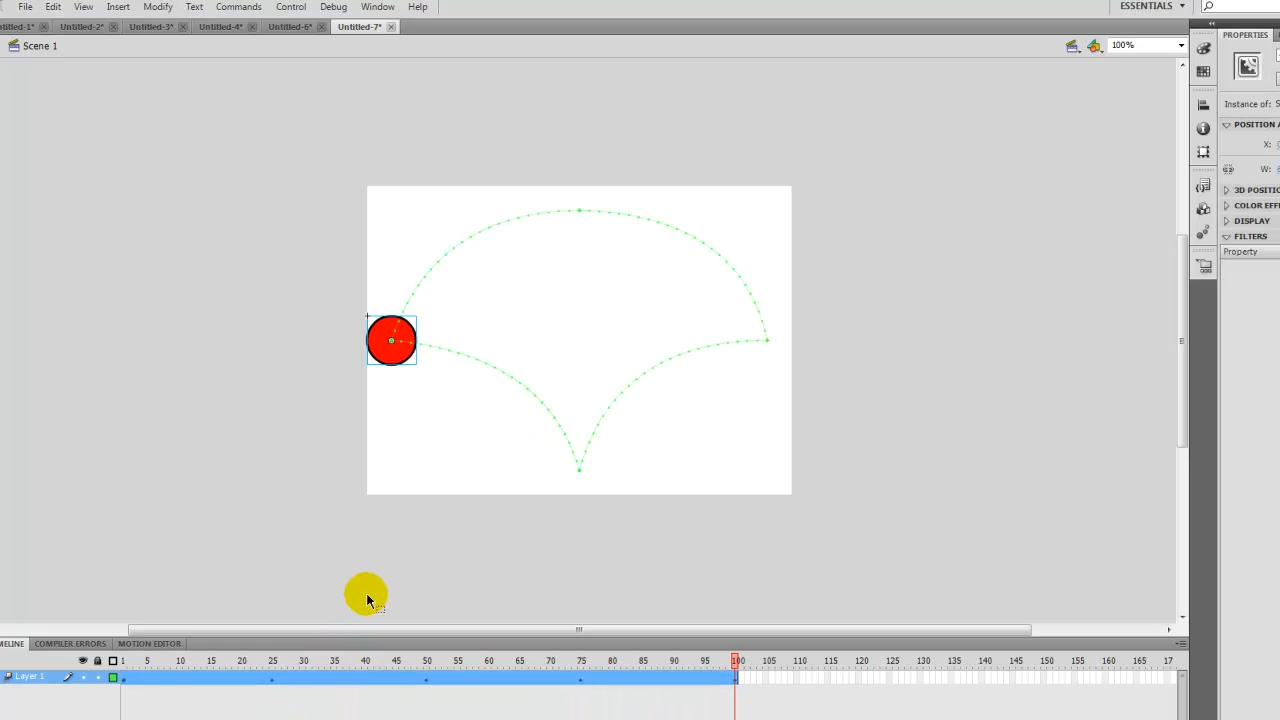 File Edit View Insert Modify Text Commands Control Debug Window Help ESSENTIALS
ntitled-1* Untitled-2* Untitled-3* Untitled-4* Untitled-6* Untitled-7*
Scene 1 100%
PROPERTIES
Instance of: S
POSITION A
X:
W:
3D POSITIO
COLOR EFFE
DISPLAY
FILTERS
Property
MELINE COMPILER ERRORS MOTION EDITOR
1 5 10 15 20 25 30 35 40 45 50 55 60 65 70 75 80 85 90 95 100 105 110 115 120 125 130 135 140 145 150 155 160 165 17
Layer 1